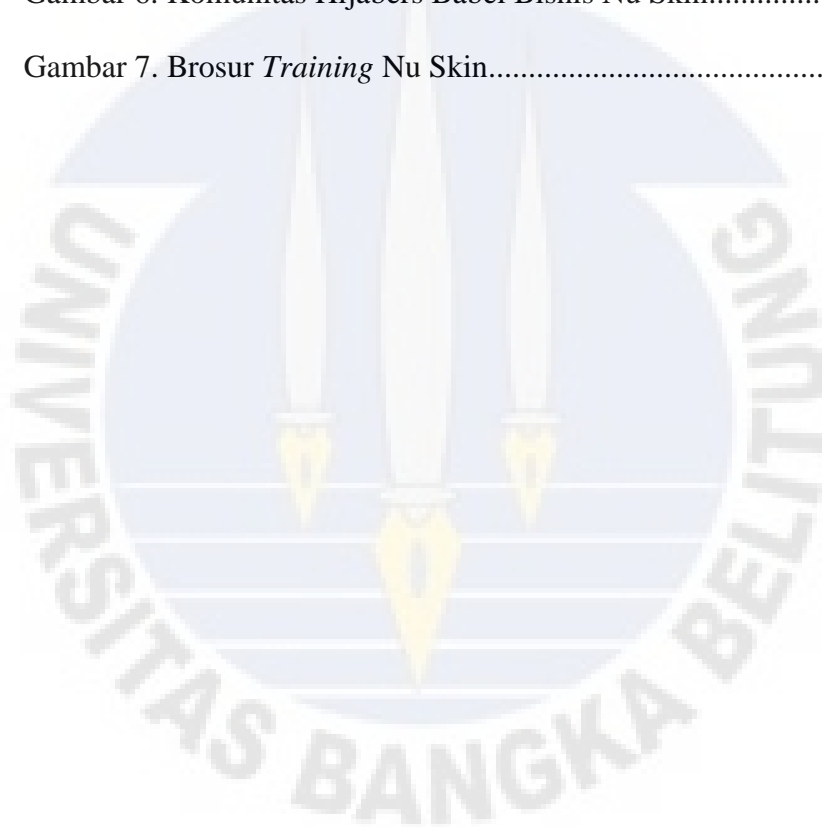 Gambar 6. Komunitas Hijabers Babel Bisnis Nu Skin..............
Gambar 7. Brosur Training Nu Skin.........................................
UNIVERSITAS BANGKA BELITUNG